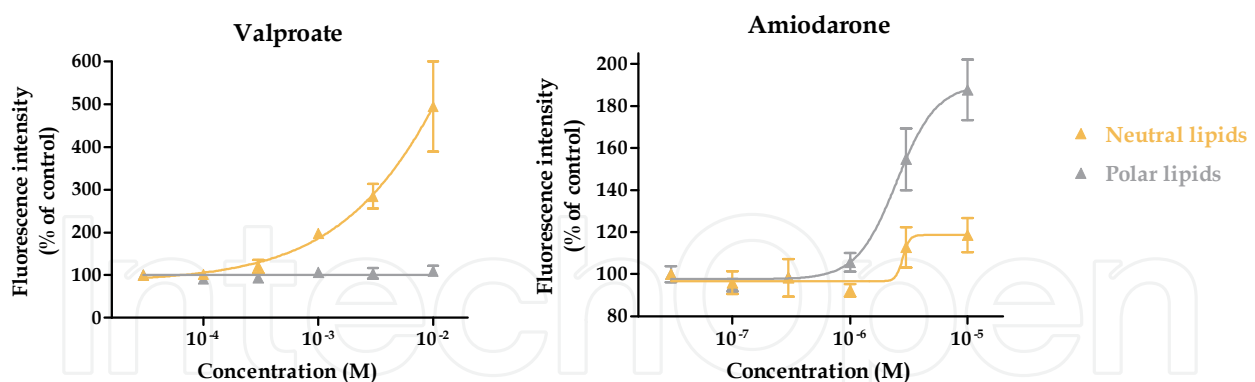 Valproate
Fluorescence intensity
(% of control)
600
500
400
300
200
100
0
10⁻⁴
10⁻³
10⁻²
Concentration (M)
Amiodarone
Fluorescence intensity
(% of control)
200
180
160
140
120
100
80
10⁻⁷
10⁻⁶
10⁻⁵
Concentration (M)
Neutral lipids
Polar lipids
IntechOpen